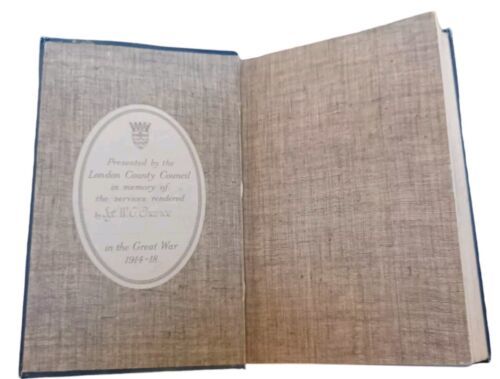 Presented by the
London County Council
in memory of
the services rendered
by Sgt W. C. Chance
in the Great War
1914-18